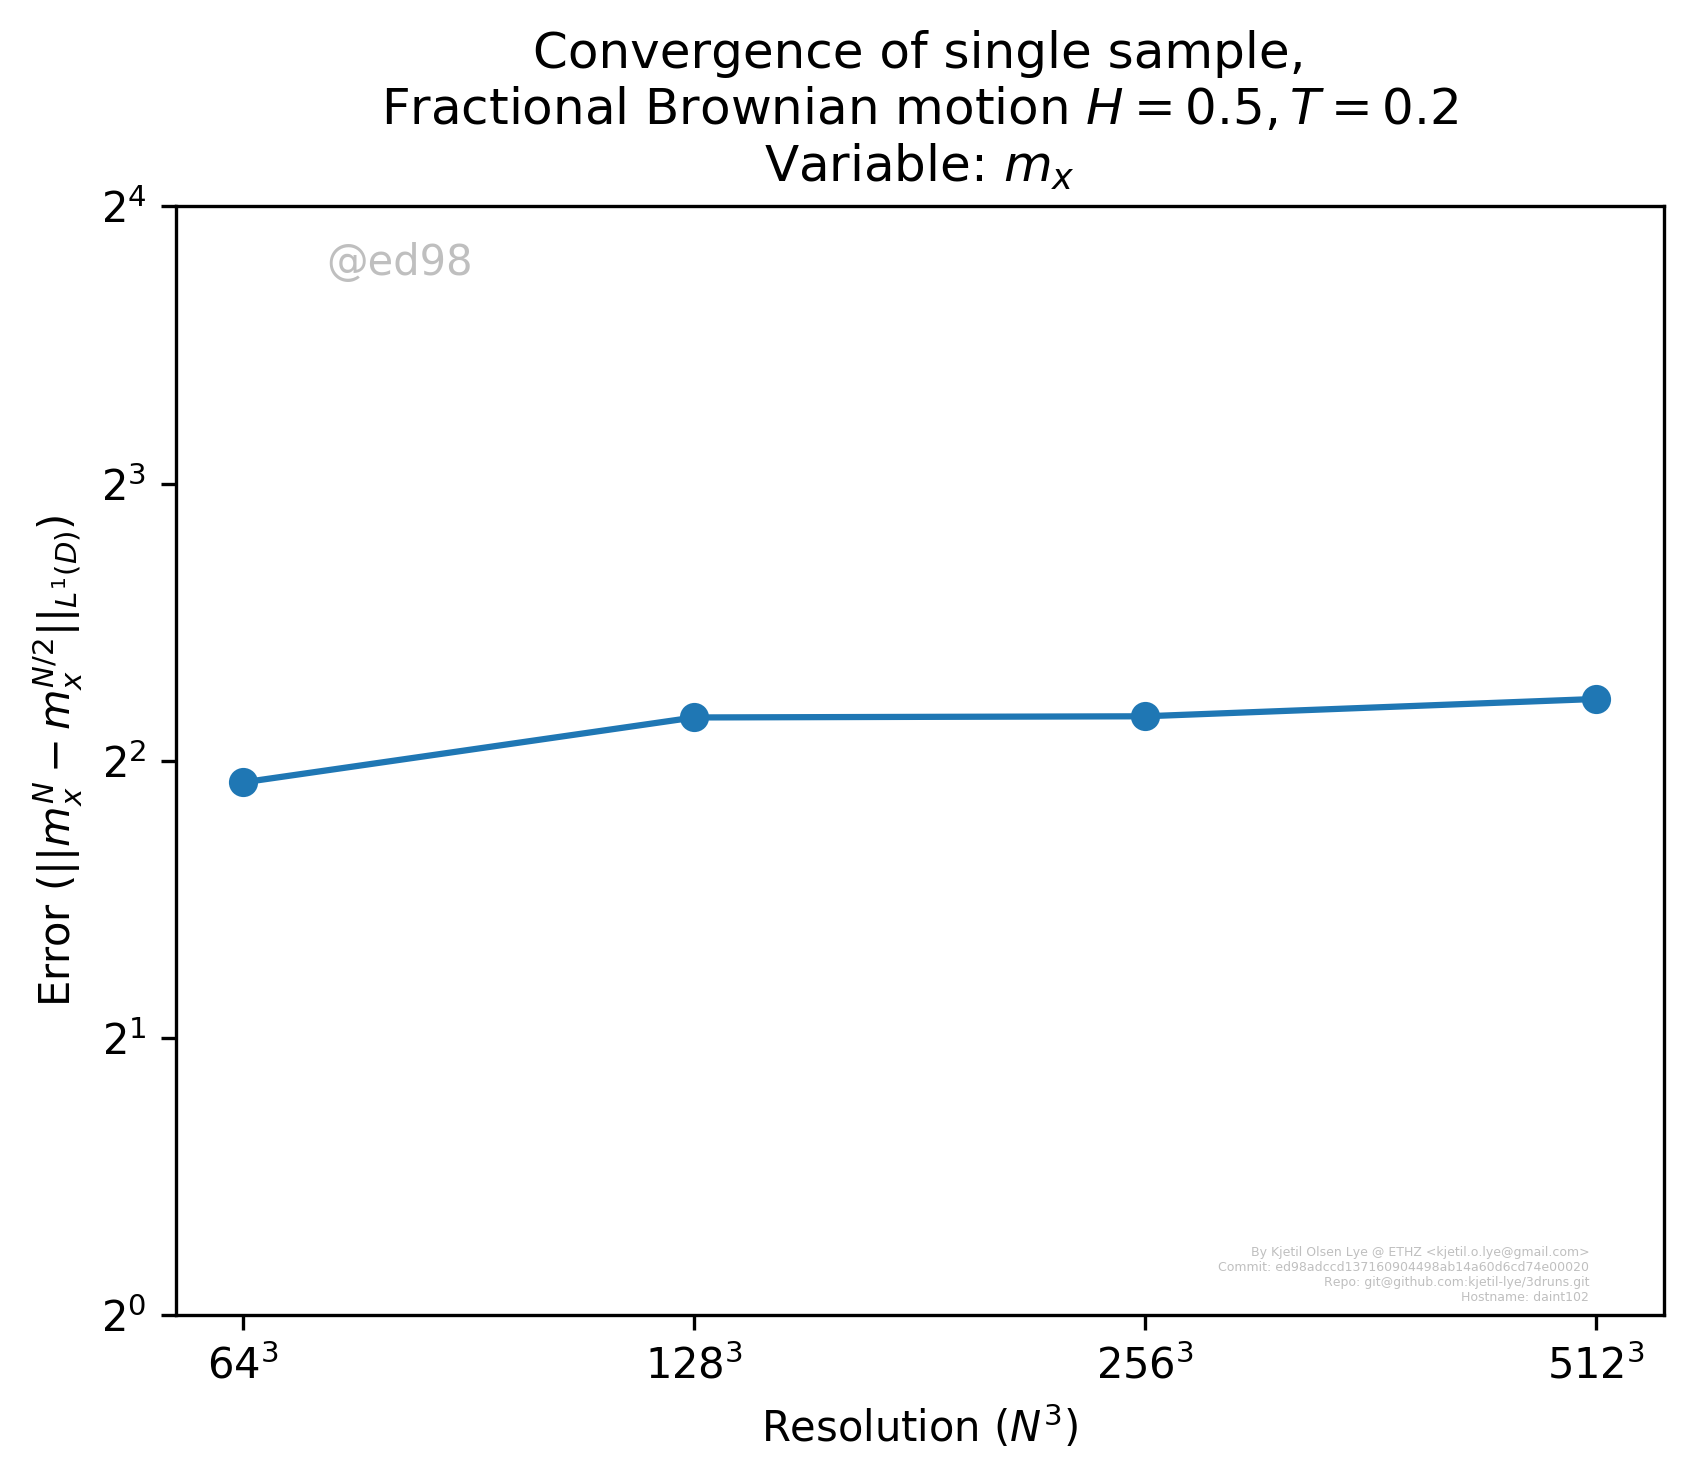 Convergence of single sample,
Fractional Brownian motion H = 0.5, T = 0.2
Variable: m_x
@ed98
2^4
2^3
2^2
2^1
2^0
Error (||m_x^N − m_x^{N/2}||_{L^1(D)})
64^3 128^3 256^3 512^3
Resolution (N^3)
By Kjetil Olsen Lye @ ETHZ <kjetil.o.lye@gmail.com>
Commit: ed98adccd137160904498ab14a60d6cd74e00020
Repo: git@github.com:kjetil-lye/3druns.git
Hostname: daint102